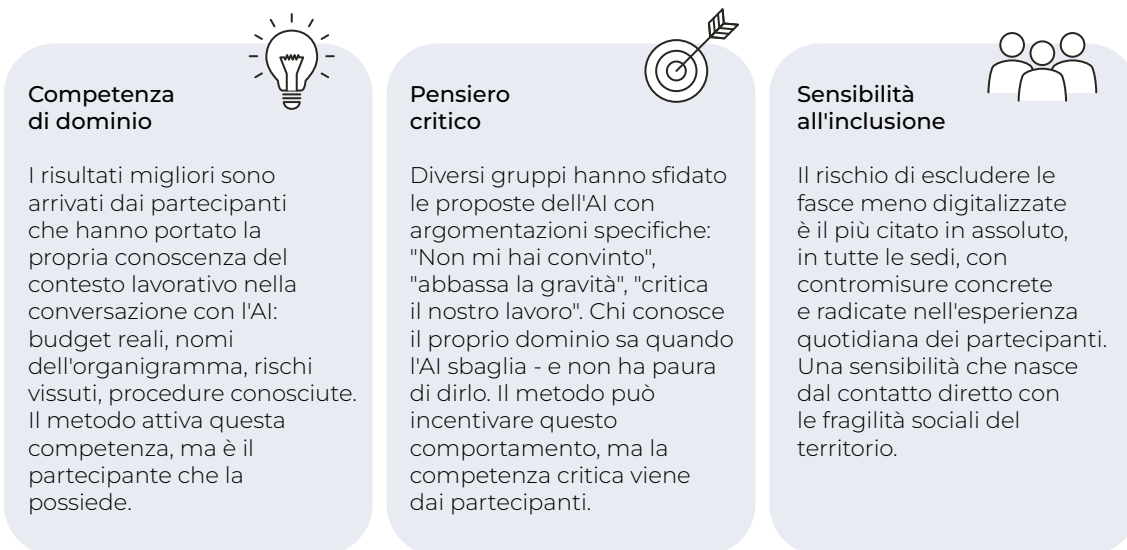 Competenza
di dominio
I risultati migliori sono
arrivati dai partecipanti
che hanno portato la
propria conoscenza del
contesto lavorativo nella
conversazione con l'AI:
budget reali, nomi
dell'organigramma, rischi
vissuti, procedure conosciute.
Il metodo attiva questa
competenza, ma è il
partecipante che la
possiede.
Pensiero
critico
Diversi gruppi hanno sfidato
le proposte dell'AI con
argomentazioni specifiche:
"Non mi hai convinto",
"abbassa la gravità", "critica
il nostro lavoro". Chi conosce
il proprio dominio sa quando
l'AI sbaglia - e non ha paura
di dirlo. Il metodo può
incentivare questo
comportamento, ma la
competenza critica viene
dai partecipanti.
Sensibilità
all'inclusione
Il rischio di escludere le
fasce meno digitalizzate
è il più citato in assoluto,
in tutte le sedi, con
contromisure concrete
e radicate nell'esperienza
quotidiana dei partecipanti.
Una sensibilità che nasce
dal contatto diretto con
le fragilità sociali del
territorio.